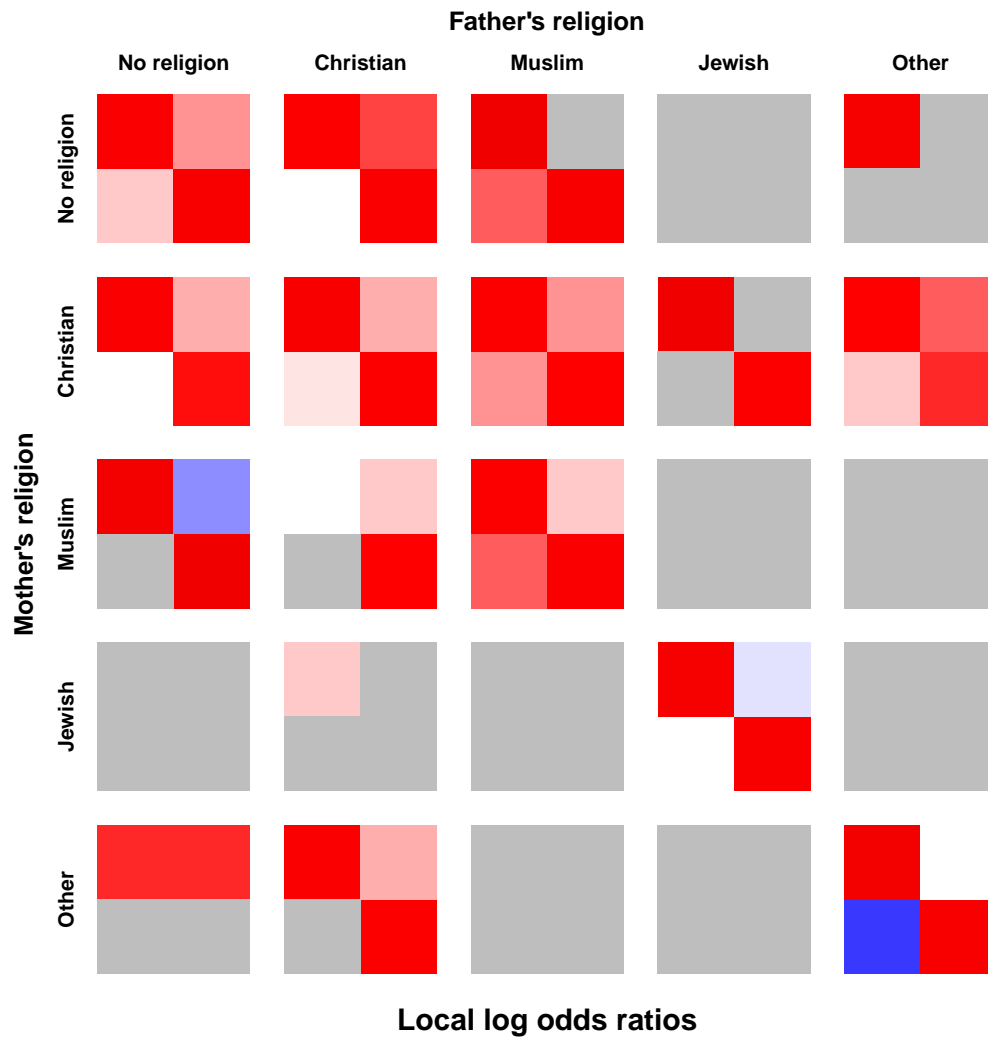 Father's religion
No religion
Christian
Muslim
Jewish
Other
Mother's religion
No religion
Christian
Muslim
Jewish
Other
Local log odds ratios